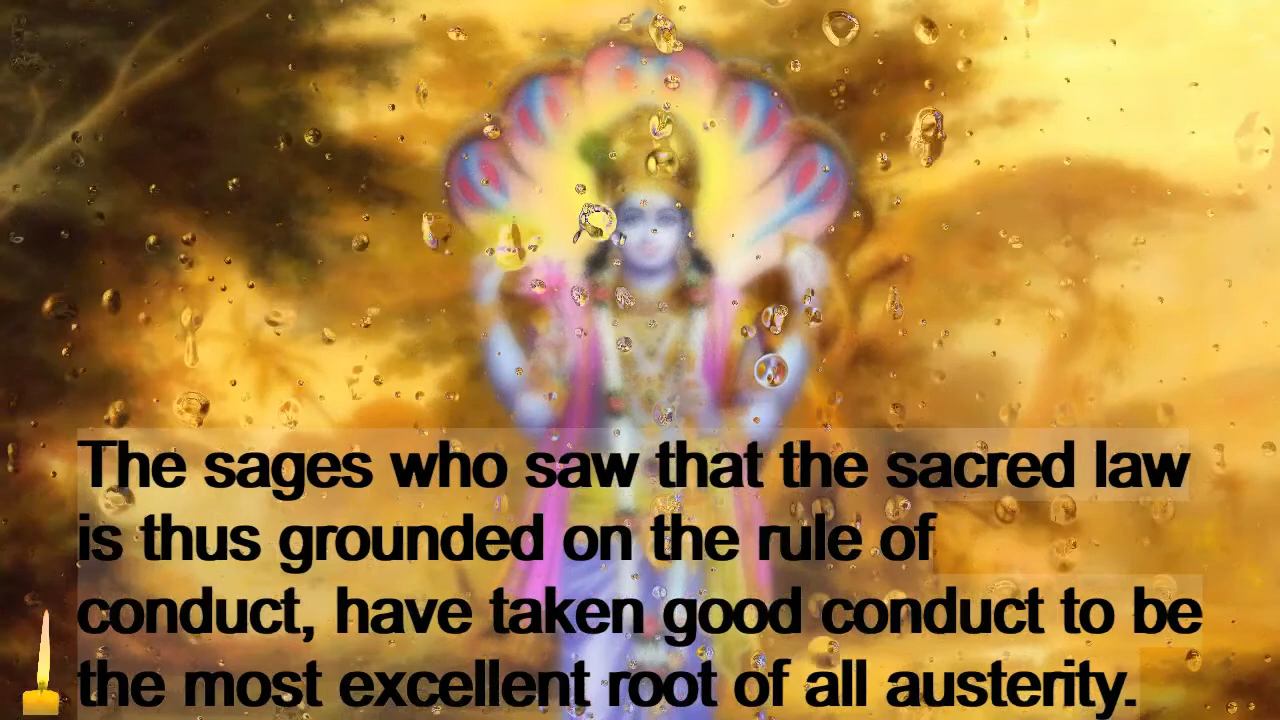 The sages who saw that the sacred law
is thus grounded on the rule of
conduct, have taken good conduct to be
the most excellent root of all austerity.